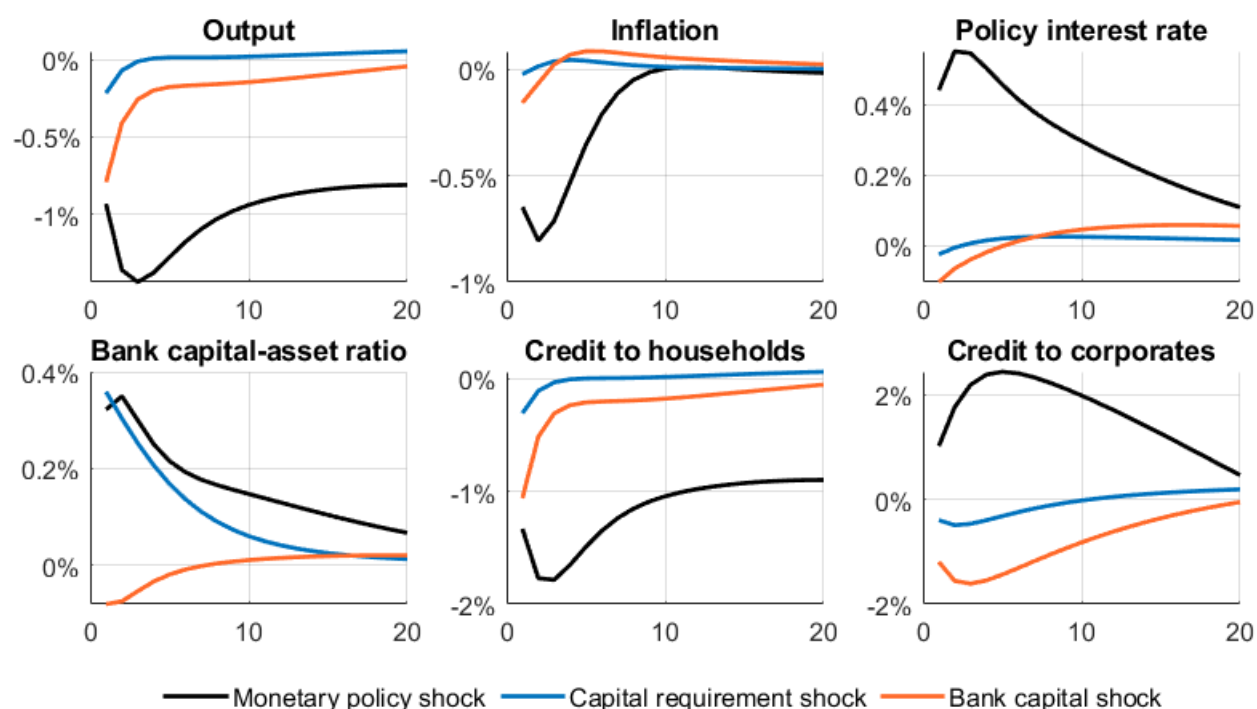 Output
0%
-0.5%
-1%
0 10 20
Inflation
0%
-0.5%
-1%
0 10 20
Policy interest rate
0.4%
0.2%
0%
0 10 20
Bank capital-asset ratio
0.4%
0.2%
0%
0 10 20
Credit to households
0%
-1%
-2%
0 10 20
Credit to corporates
2%
0%
-2%
0 10 20
Monetary policy shock Capital requirement shock Bank capital shock